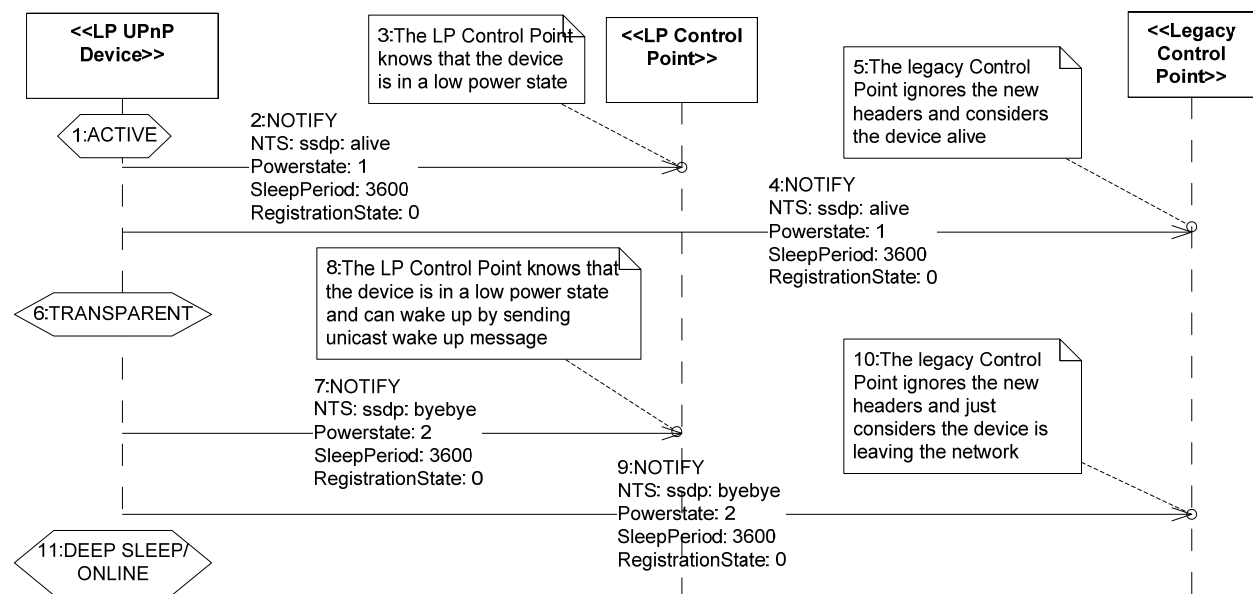 <<LP UPnP
Device>>
3:The LP Control Point
knows that the device
is in a low power state
<<LP Control
Point>>
<<Legacy
Control
Point>>
5:The legacy Control
Point ignores the new
headers and considers
the device alive
1:ACTIVE
2:NOTIFY
NTS: ssdp: alive
Powerstate: 1
SleepPeriod: 3600
RegistrationState: 0
4:NOTIFY
NTS: ssdp: alive
Powerstate: 1
SleepPeriod: 3600
RegistrationState: 0
6:TRANSPARENT
8:The LP Control Point knows that
the device is in a low power state
and can wake up by sending
unicast wake up message
7:NOTIFY
NTS: ssdp: byebye
Powerstate: 2
SleepPeriod: 3600
RegistrationState: 0
10:The legacy Control
Point ignores the new
headers and just
considers the device is
leaving the network
9:NOTIFY
NTS: ssdp: byebye
Powerstate: 2
SleepPeriod: 3600
RegistrationState: 0
11:DEEP SLEEP/
ONLINE